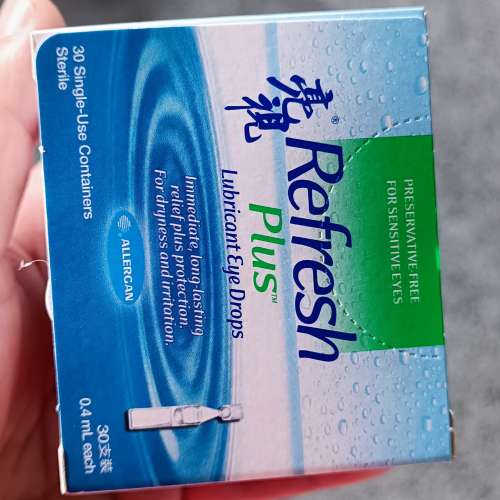 PRESERVATIVE-FREE
FOR SENSITIVE EYES
亮視
Refresh®
Plus™
Lubricant Eye Drops
Immediate, long-lasting
relief plus protection.
For dryness and irritation.
ALLERGAN
30 Single-Use Containers
Sterile
30支裝
0.4 mL each